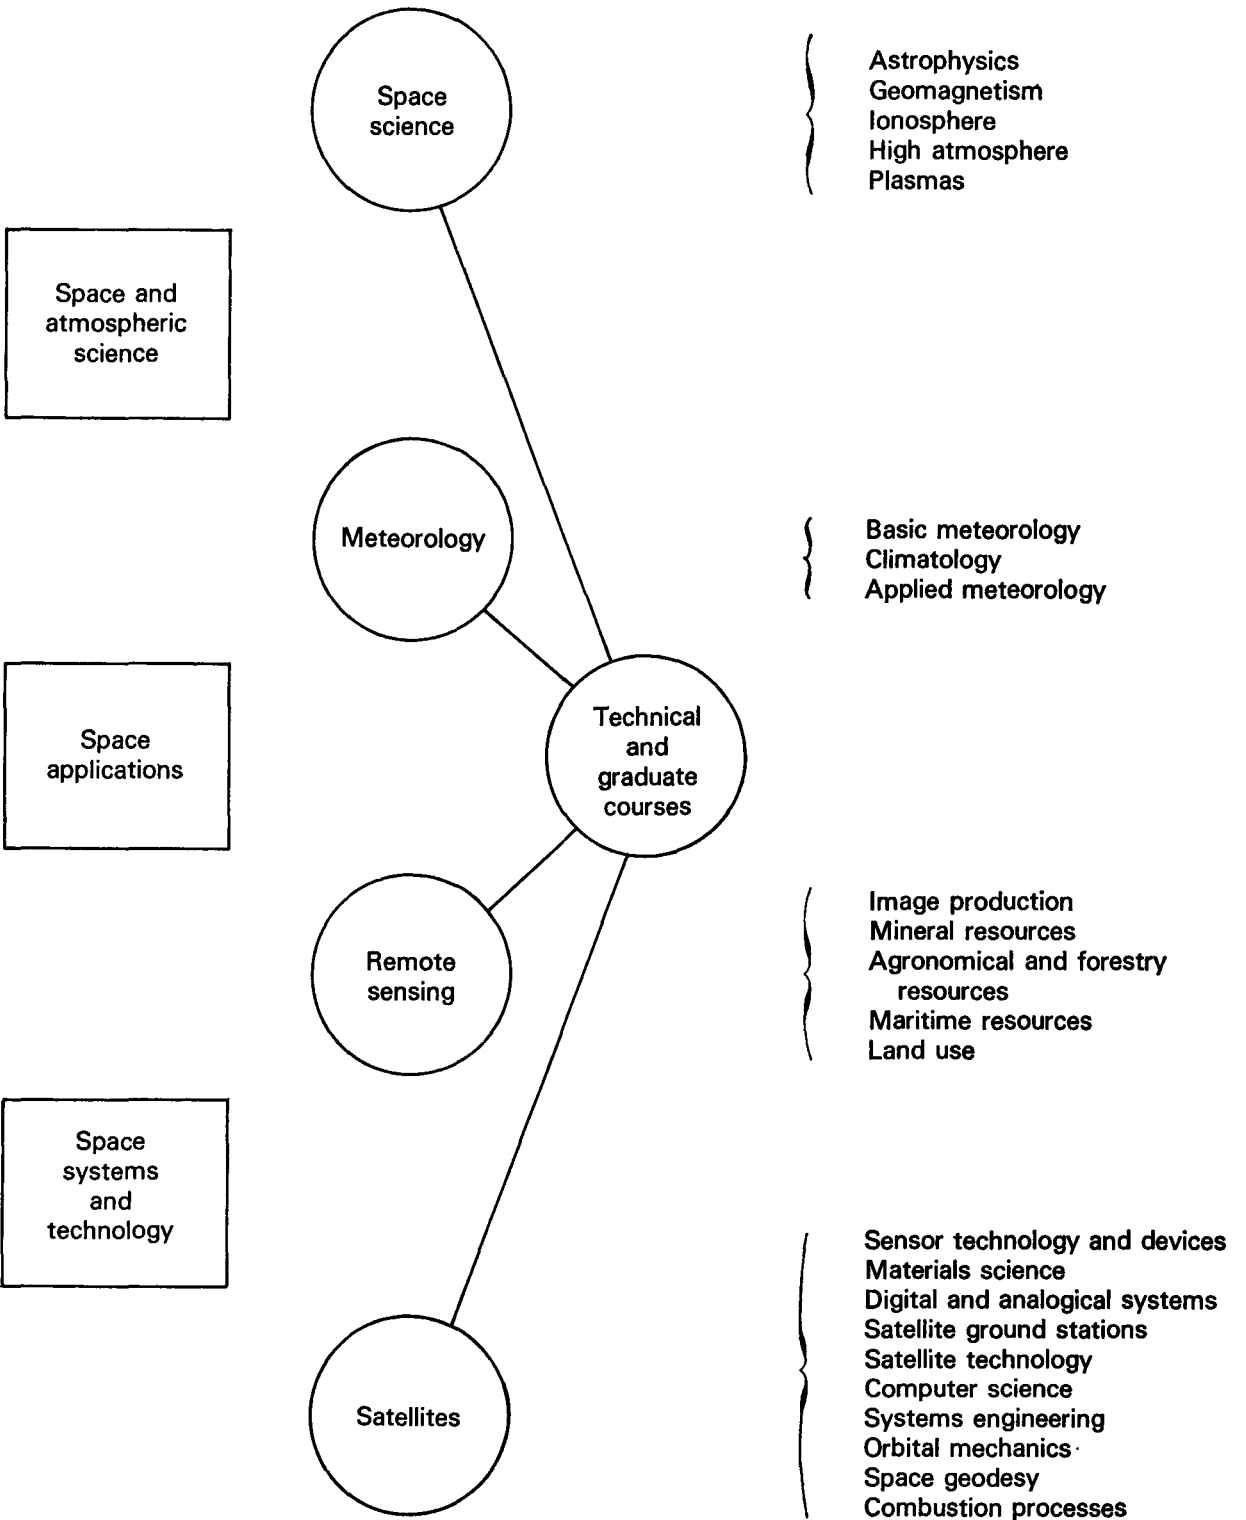 Space
science
Astrophysics
Geomagnetism
Ionosphere
High atmosphere
Plasmas
Space and
atmospheric
science
Meteorology
Basic meteorology
Climatology
Applied meteorology
Space
applications
Technical
and
graduate
courses
Remote
sensing
Image production
Mineral resources
Agronomical and forestry
resources
Maritime resources
Land use
Space
systems
and
technology
Satellites
Sensor technology and devices
Materials science
Digital and analogical systems
Satellite ground stations
Satellite technology
Computer science
Systems engineering
Orbital mechanics
Space geodesy
Combustion processes